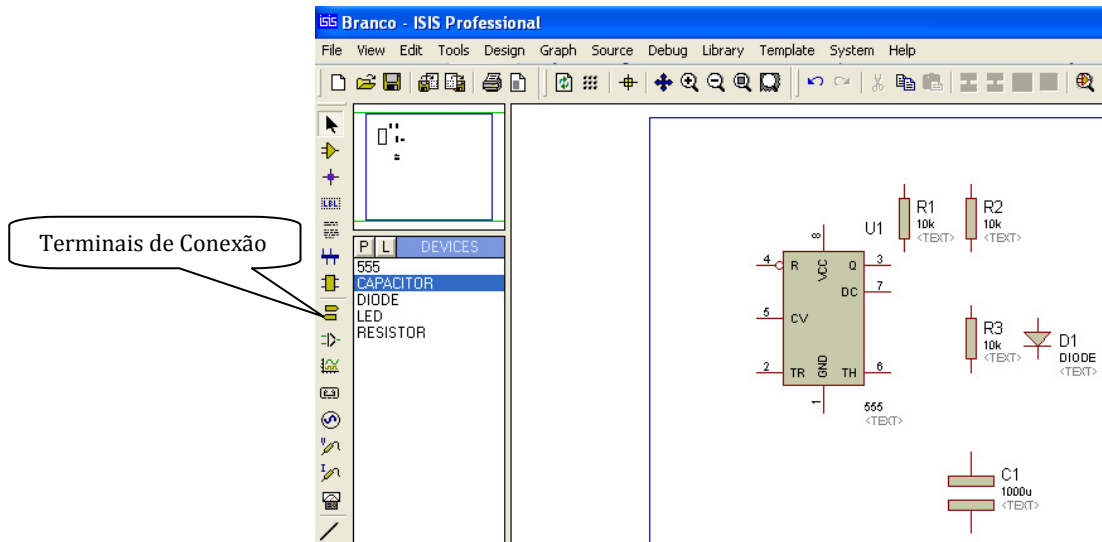 isis Branco - ISIS Professional
File View Edit Tools Design Graph Source Debug Library Template System Help
LBL
Terminais de Conexão
P L DEVICES
555
CAPACITOR
DIODE
LED
RESISTOR
U1
8
4 R VCC Q 3
DC 7
5 CV
2 TR GND TH 6
1
555
<TEXT>
R1
10k
<TEXT>
R2
10k
<TEXT>
R3
10k
<TEXT>
D1
DIODE
<TEXT>
C1
1000u
<TEXT>
V
I